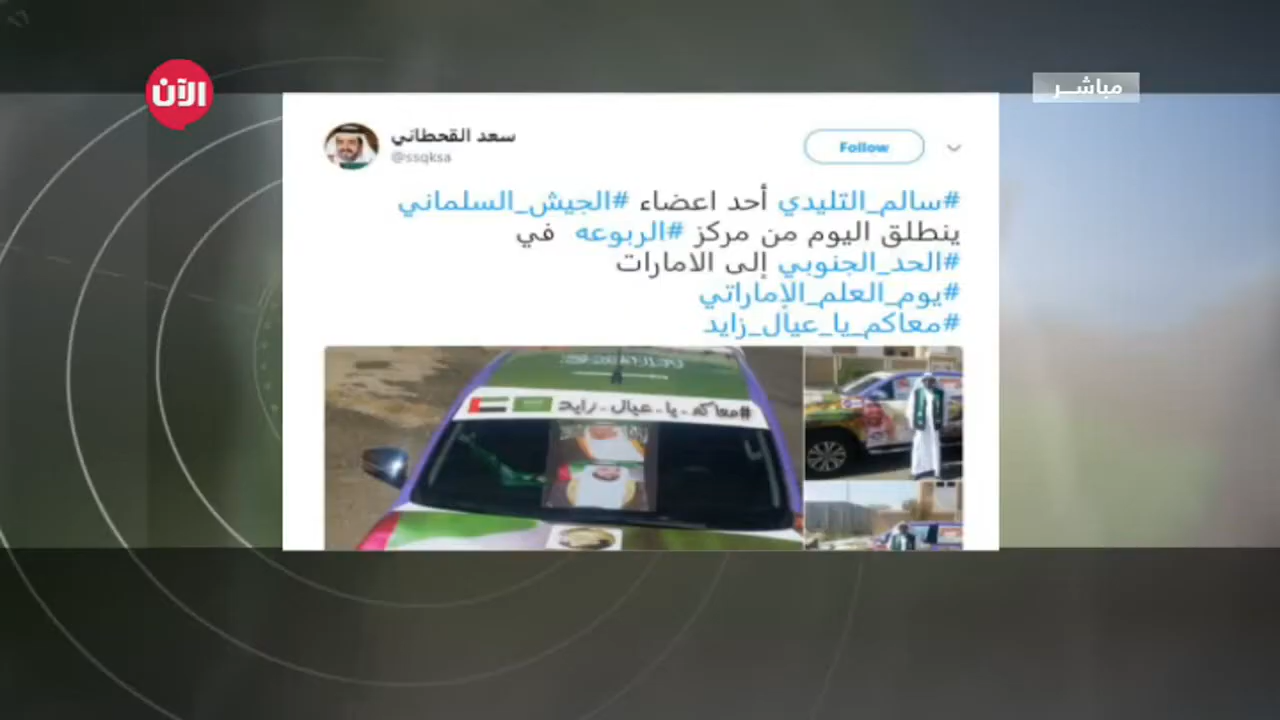 الآن
مباشر
سعد القحطاني
@ssqksa
Follow
#سالم_التليدي أحد اعضاء #الجيش_السلماني
ينطلق اليوم من مركز #الربوعه في
#الحد_الجنوبي إلى الامارات
#يوم_العلم_الإماراتي
#معاكم_يا_عيال_زايد
#معاكم-يا-عيال-زايد